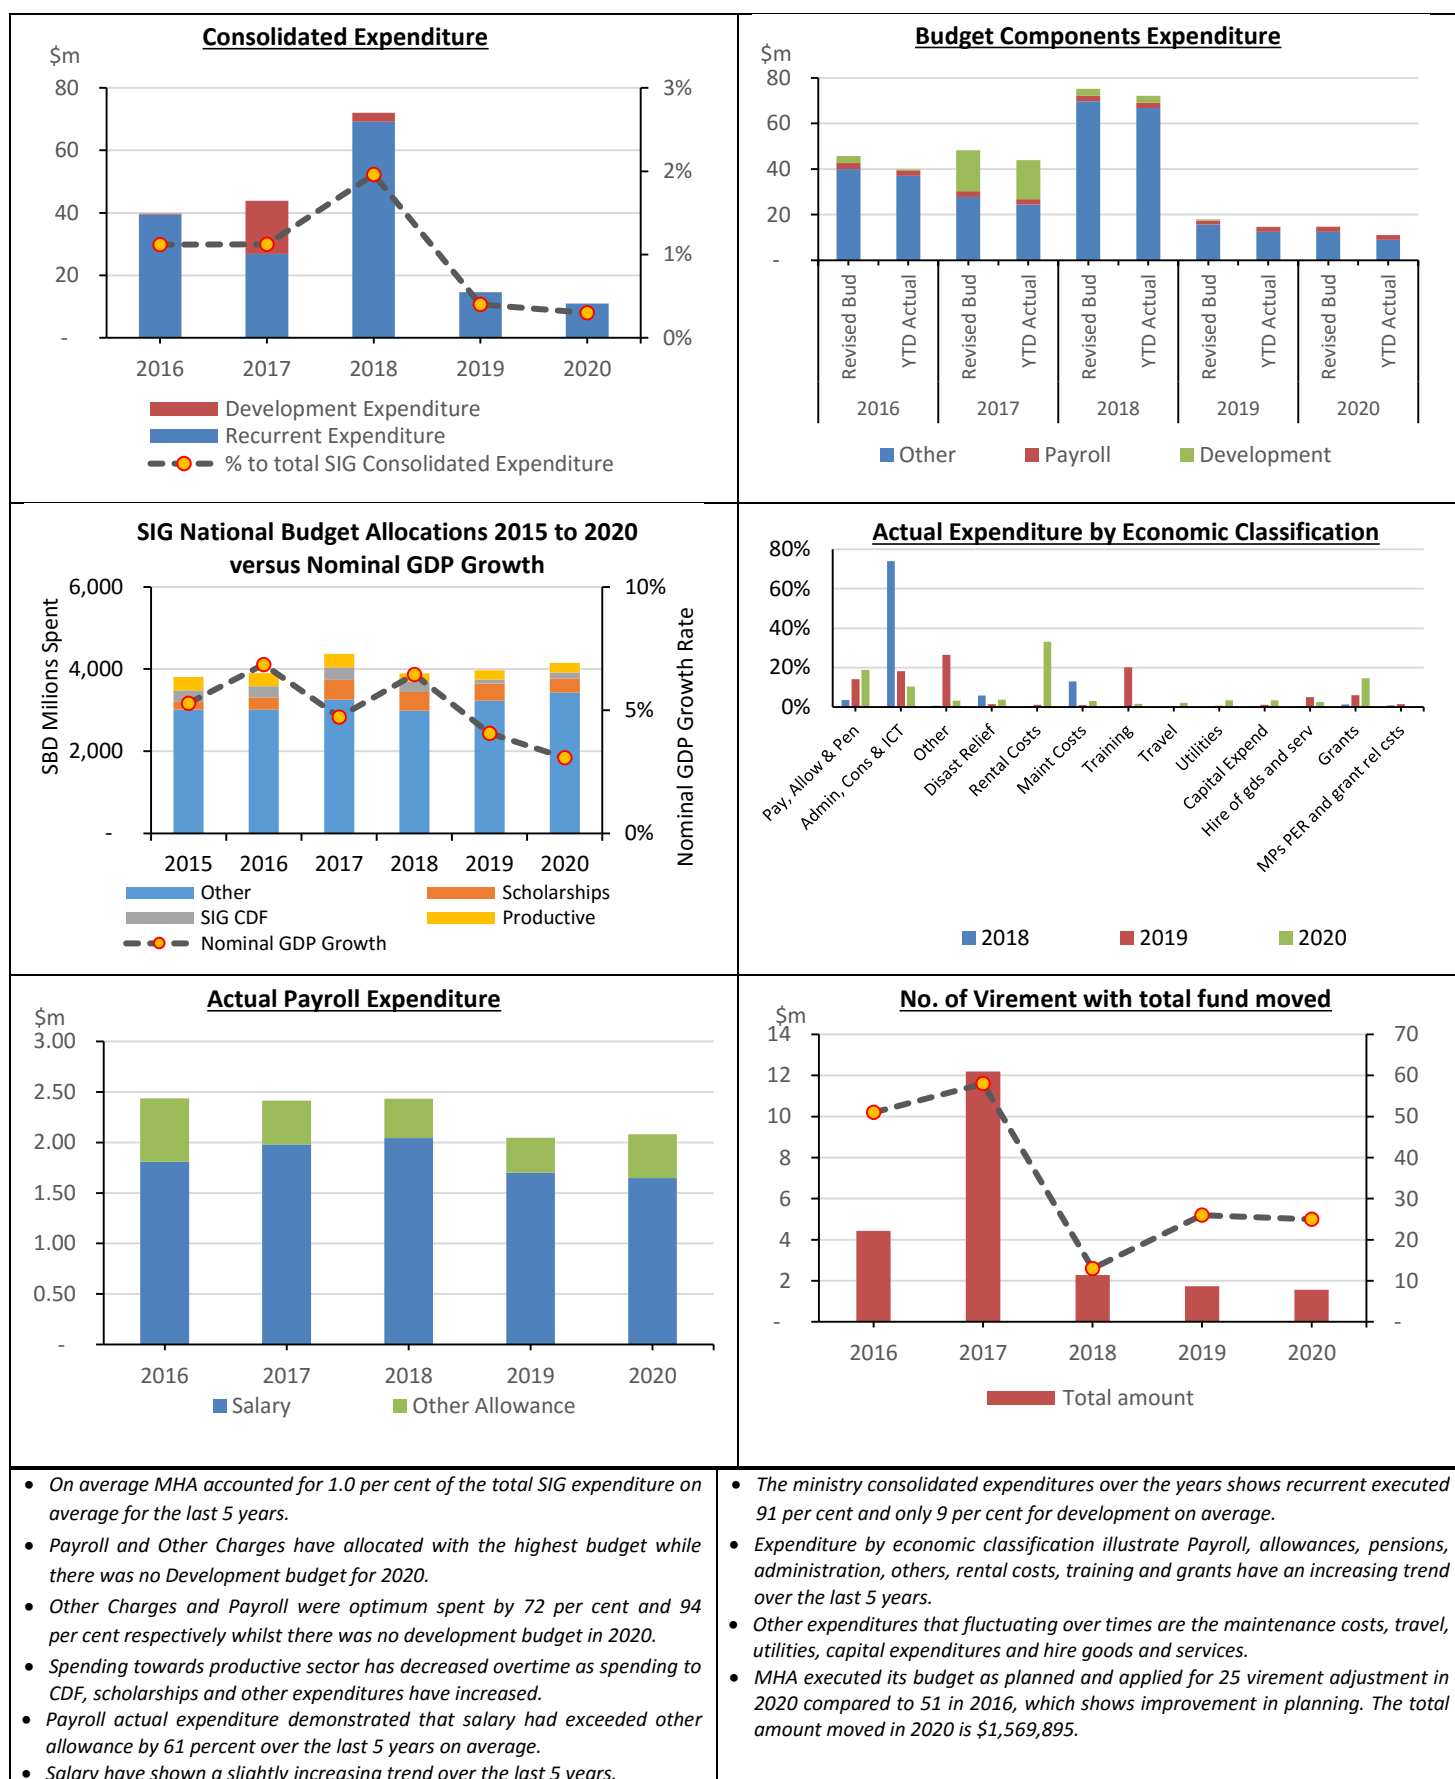 Consolidated Expenditure
$m
80
60
40
20
-
3%
2%
1%
0%
2016 2017 2018 2019 2020
Development Expenditure
Recurrent Expenditure
% to total SIG Consolidated Expenditure
Budget Components Expenditure
$m
80
60
40
20
-
Revised Bud YTD Actual Revised Bud YTD Actual Revised Bud YTD Actual Revised Bud YTD Actual Revised Bud YTD Actual
2016 2017 2018 2019 2020
Other Payroll Development
SIG National Budget Allocations 2015 to 2020
versus Nominal GDP Growth
SBD Milions Spent
6,000
4,000
2,000
-
10%
5%
0%
Nominal GDP Growth Rate
2015 2016 2017 2018 2019 2020
Other Scholarships
SIG CDF Productive
Nominal GDP Growth
Actual Expenditure by Economic Classification
80%
60%
40%
20%
0%
Pay, Allow & Pen
Admin, Cons & ICT
Other
Disast Relief
Rental Costs
Maint Costs
Training
Travel
Utilities
Capital Expend
Hire of gds and serv
Grants
MPs PER and grant rel csts
2018 2019 2020
Actual Payroll Expenditure
$m
3.00
2.50
2.00
1.50
1.00
0.50
-
2016 2017 2018 2019 2020
Salary Other Allowance
No. of Virement with total fund moved
$m
14
12
10
8
6
4
2
-
70
60
50
40
30
20
10
-
2016 2017 2018 2019 2020
Total amount
• On average MHA accounted for 1.0 per cent of the total SIG expenditure on
average for the last 5 years.
• Payroll and Other Charges have allocated with the highest budget while
there was no Development budget for 2020.
• Other Charges and Payroll were optimum spent by 72 per cent and 94
per cent respectively whilst there was no development budget in 2020.
• Spending towards productive sector has decreased overtime as spending to
CDF, scholarships and other expenditures have increased.
• Payroll actual expenditure demonstrated that salary had exceeded other
allowance by 61 percent over the last 5 years on average.
• Salary have shown a slightly increasing trend over the last 5 years.
• The ministry consolidated expenditures over the years shows recurrent executed
91 per cent and only 9 per cent for development on average.
• Expenditure by economic classification illustrate Payroll, allowances, pensions,
administration, others, rental costs, training and grants have an increasing trend
over the last 5 years.
• Other expenditures that fluctuating over times are the maintenance costs, travel,
utilities, capital expenditures and hire goods and services.
• MHA executed its budget as planned and applied for 25 virement adjustment in
2020 compared to 51 in 2016, which shows improvement in planning. The total
amount moved in 2020 is $1,569,895.